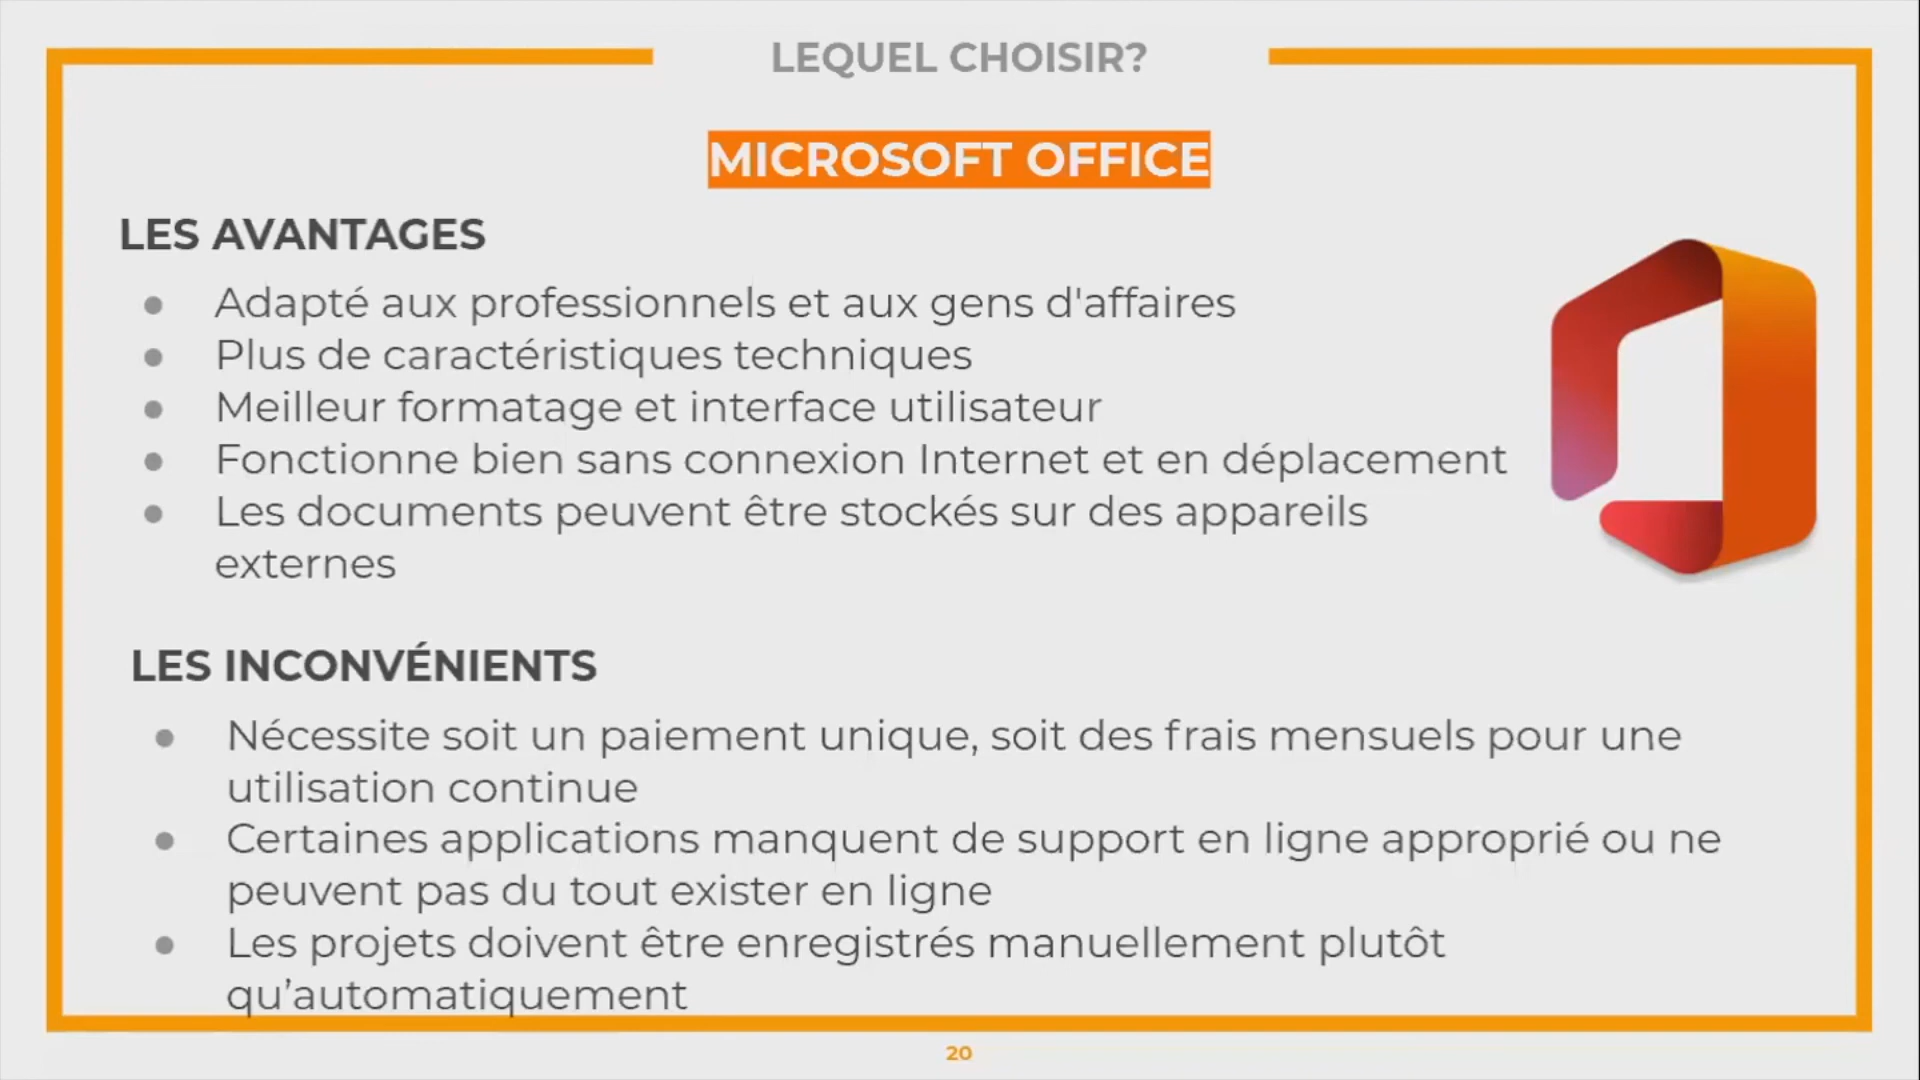 LEQUEL CHOISIR?
MICROSOFT OFFICE
LES AVANTAGES
● Adapté aux professionnels et aux gens d'affaires
● Plus de caractéristiques techniques
● Meilleur formatage et interface utilisateur
● Fonctionne bien sans connexion Internet et en déplacement
● Les documents peuvent être stockés sur des appareils
externes
LES INCONVÉNIENTS
● Nécessite soit un paiement unique, soit des frais mensuels pour une
utilisation continue
● Certaines applications manquent de support en ligne approprié ou ne
peuvent pas du tout exister en ligne
● Les projets doivent être enregistrés manuellement plutôt
qu’automatiquement
20